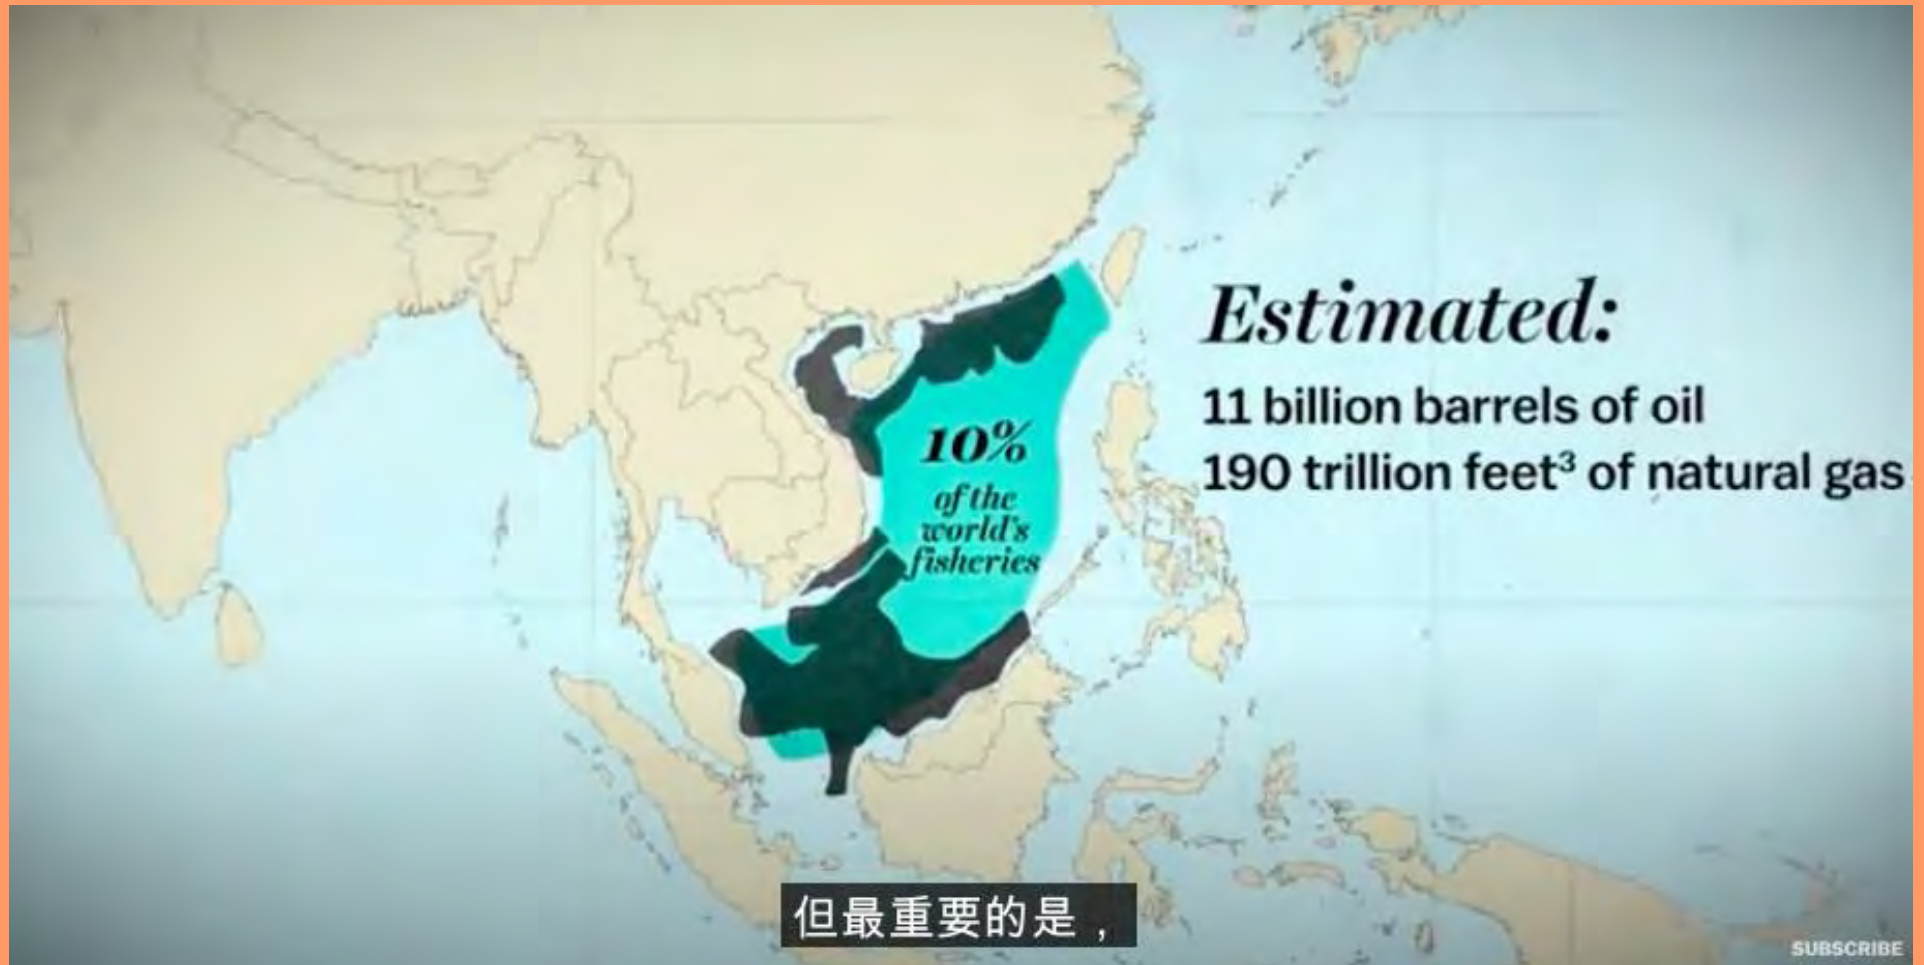 Estimated:
11 billion barrels of oil
190 trillion feet³ of natural gas
10%
of the
world's
fisheries
但最重要的是，
SUBSCRIBE